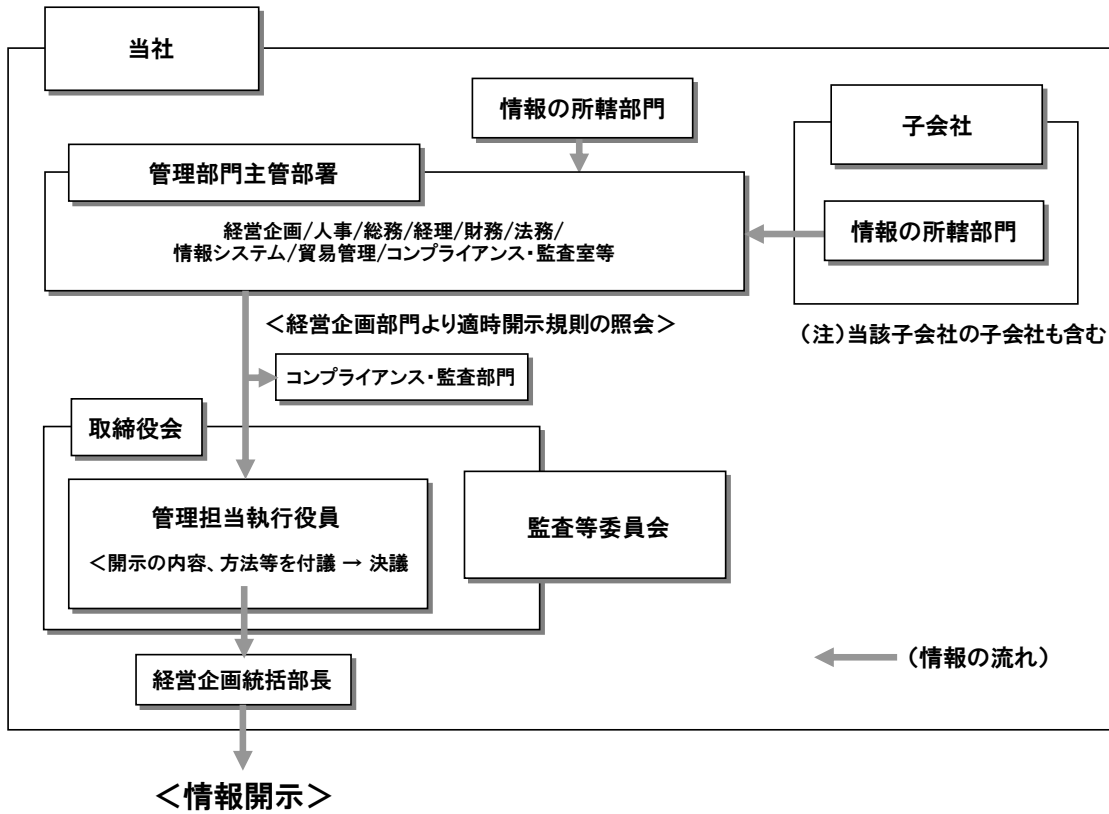 当社
情報の所轄部門
子会社
管理部門主管部署
経営企画/人事/総務/経理/財務/法務/
情報システム/貿易管理/コンプライアンス・監査室等
情報の所轄部門
＜経営企画部門より適時開示規則の照会＞
（注）当該子会社の子会社も含む
コンプライアンス・監査部門
取締役会
管理担当執行役員
＜開示の内容、方法等を付議 → 決議
監査等委員会
経営企画統括部長
（情報の流れ）
＜情報開示＞